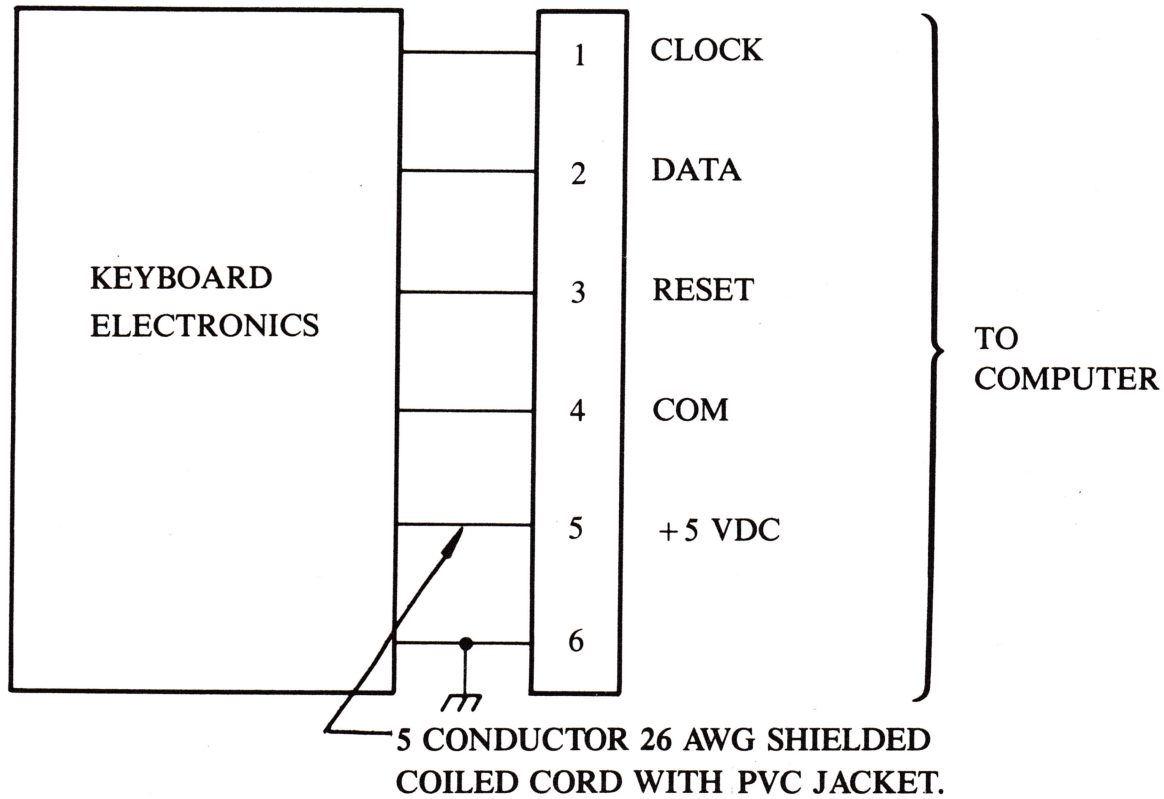 1 CLOCK
2 DATA
KEYBOARD
ELECTRONICS
3 RESET
TO
COMPUTER
4 COM
5 +5 VDC
6
5 CONDUCTOR 26 AWG SHIELDED
COILED CORD WITH PVC JACKET.